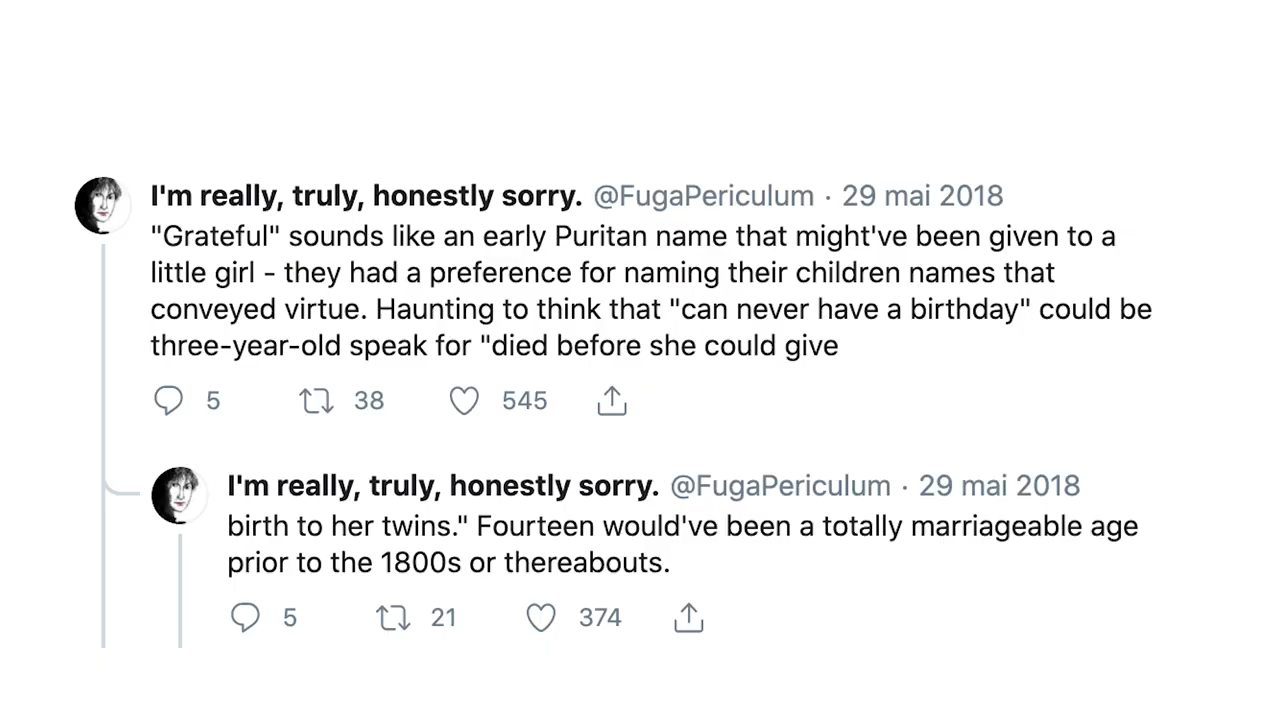 I'm really, truly, honestly sorry. @FugaPericulum · 29 mai 2018
"Grateful" sounds like an early Puritan name that might've been given to a
little girl - they had a preference for naming their children names that
conveyed virtue. Haunting to think that "can never have a birthday" could be
three-year-old speak for "died before she could give
5 38 545
I'm really, truly, honestly sorry. @FugaPericulum · 29 mai 2018
birth to her twins." Fourteen would've been a totally marriageable age
prior to the 1800s or thereabouts.
5 21 374